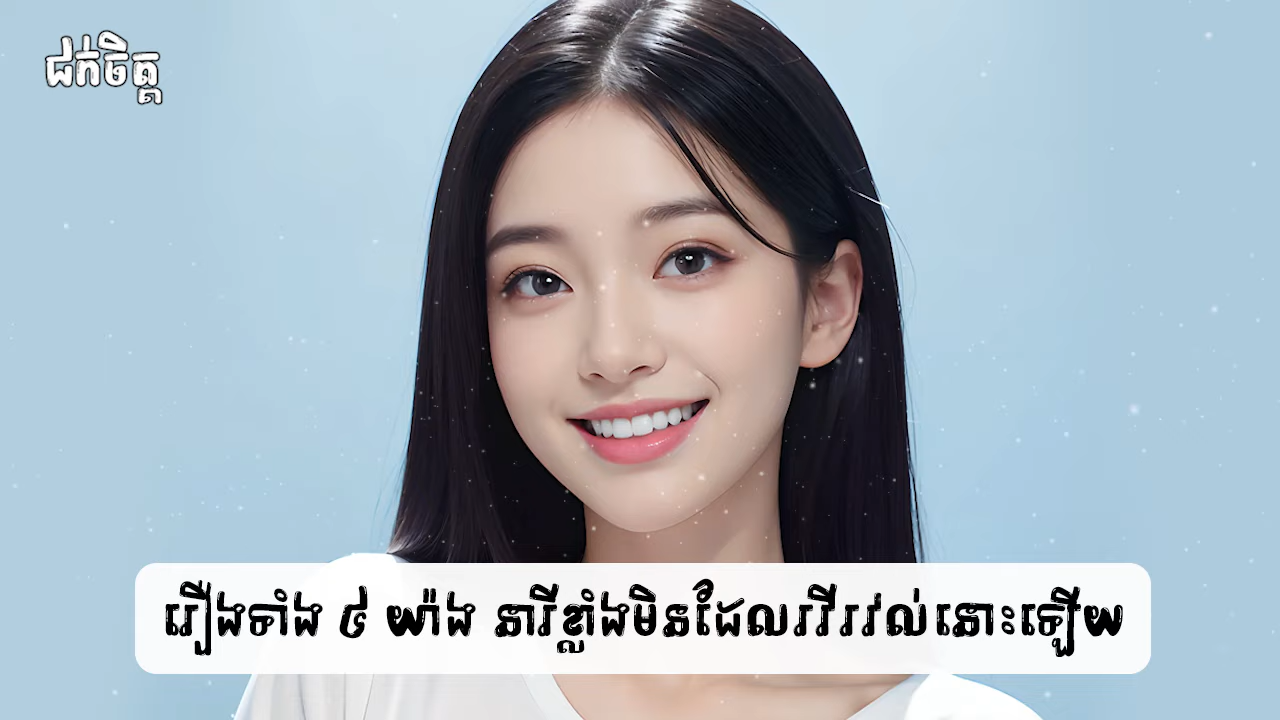 ដក់ចិត្ត
រឿងទាំង ៩ យ៉ាង នារីខ្លាំងមិនដែលរវីរវល់នោះឡើយ